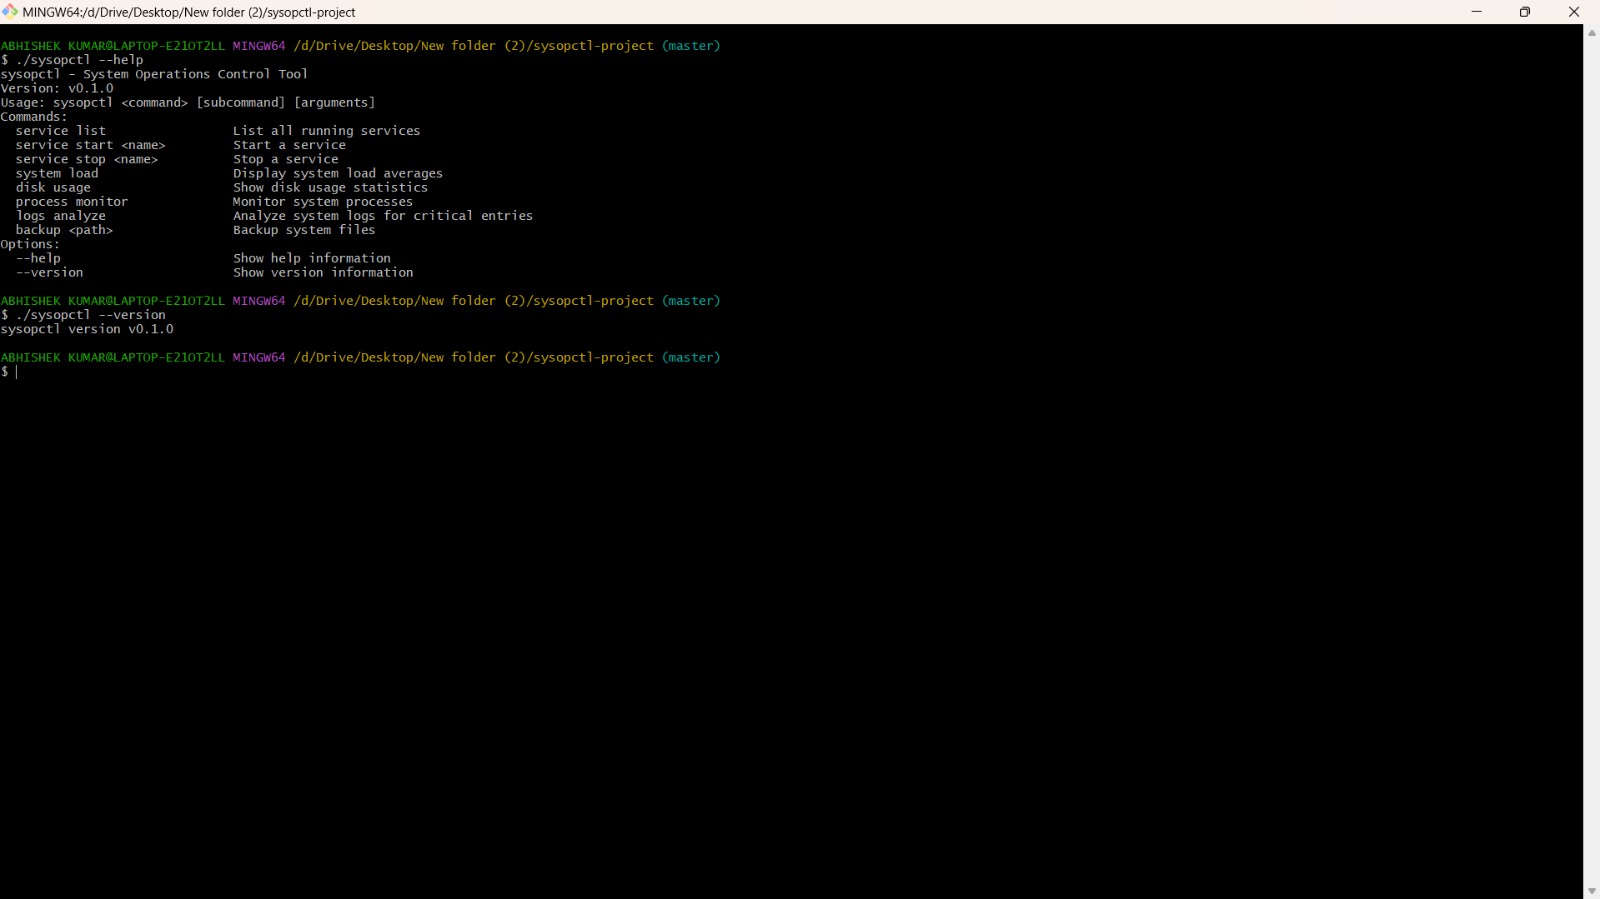 MINGW64:/d/Drive/Desktop/New folder (2)/sysopctl-project
ABHISHEK KUMAR@LAPTOP-E21OT2LL MINGW64 /d/Drive/Desktop/New folder (2)/sysopctl-project (master)
$ ./sysopctl --help
sysopctl - System Operations Control Tool
Version: v0.1.0
Usage: sysopctl <command> [subcommand] [arguments]
Commands:
  service list                 List all running services
  service start <name>         Start a service
  service stop <name>          Stop a service
  system load                  Display system load averages
  disk usage                   Show disk usage statistics
  process monitor              Monitor system processes
  logs analyze                 Analyze system logs for critical entries
  backup <path>                Backup system files
Options:
  --help                       Show help information
  --version                    Show version information
ABHISHEK KUMAR@LAPTOP-E21OT2LL MINGW64 /d/Drive/Desktop/New folder (2)/sysopctl-project (master)
$ ./sysopctl --version
sysopctl version v0.1.0
ABHISHEK KUMAR@LAPTOP-E21OT2LL MINGW64 /d/Drive/Desktop/New folder (2)/sysopctl-project (master)
$